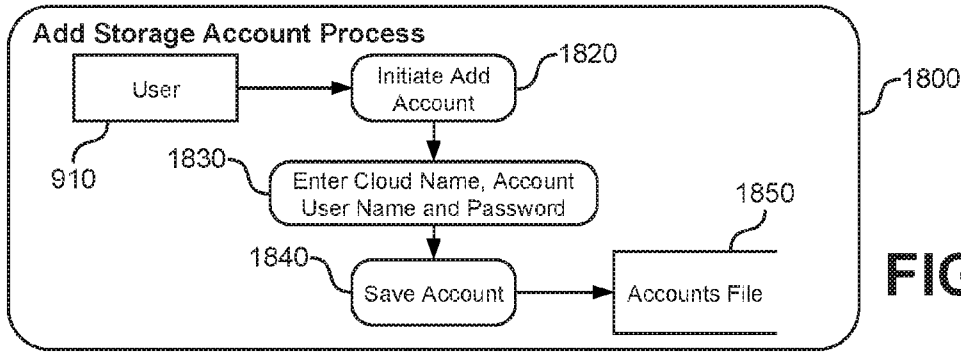 Add Storage Account Process
User
Initiate Add
Account
1820
1800
910
1830
Enter Cloud Name, Account
User Name and Password
1850
1840
Save Account
Accounts File
FIG